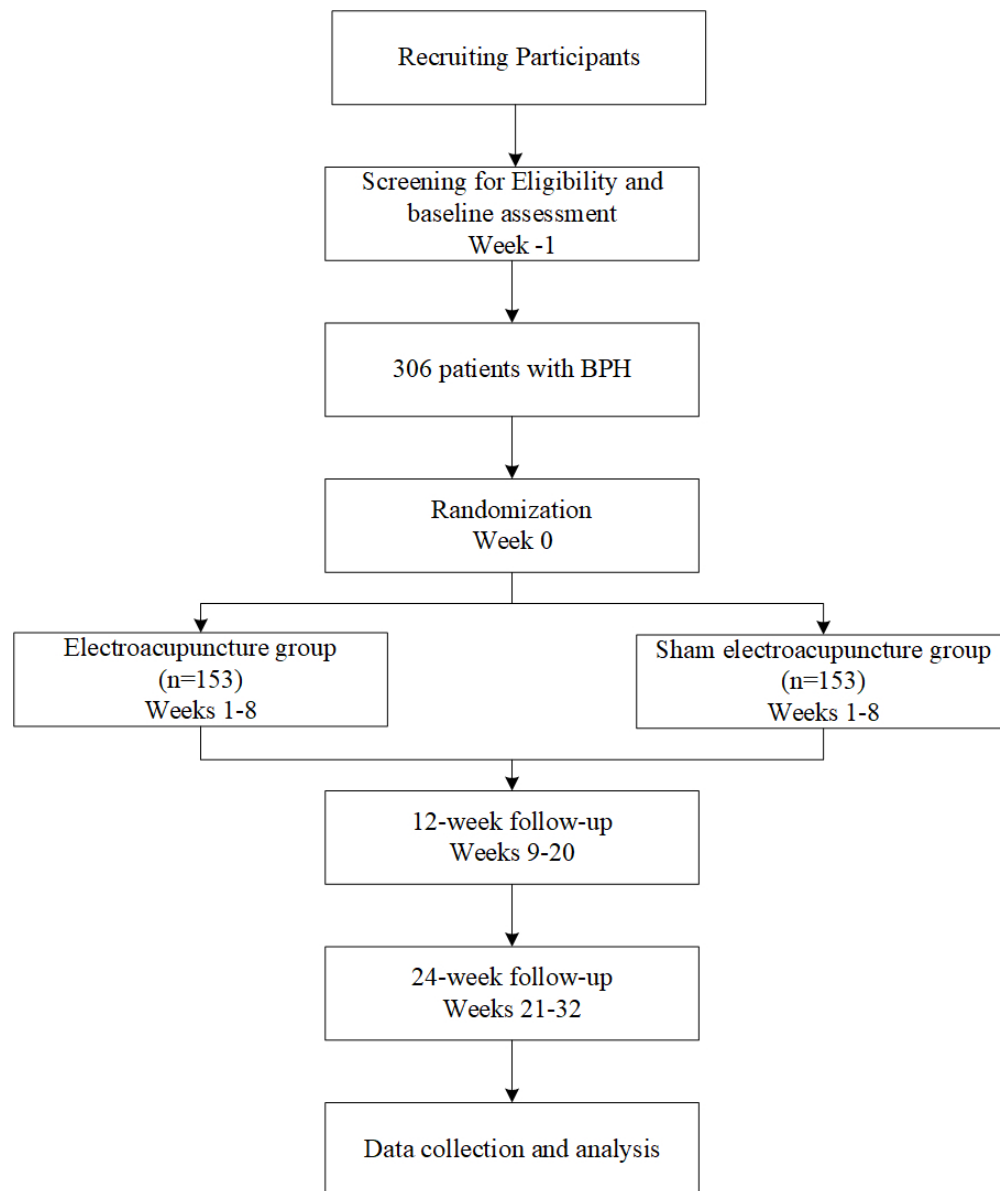 Recruiting Participants
Screening for Eligibility and
baseline assessment
Week -1
306 patients with BPH
Randomization
Week 0
Electroacupuncture group
(n=153)
Weeks 1-8
Sham electroacupuncture group
(n=153)
Weeks 1-8
12-week follow-up
Weeks 9-20
24-week follow-up
Weeks 21-32
Data collection and analysis